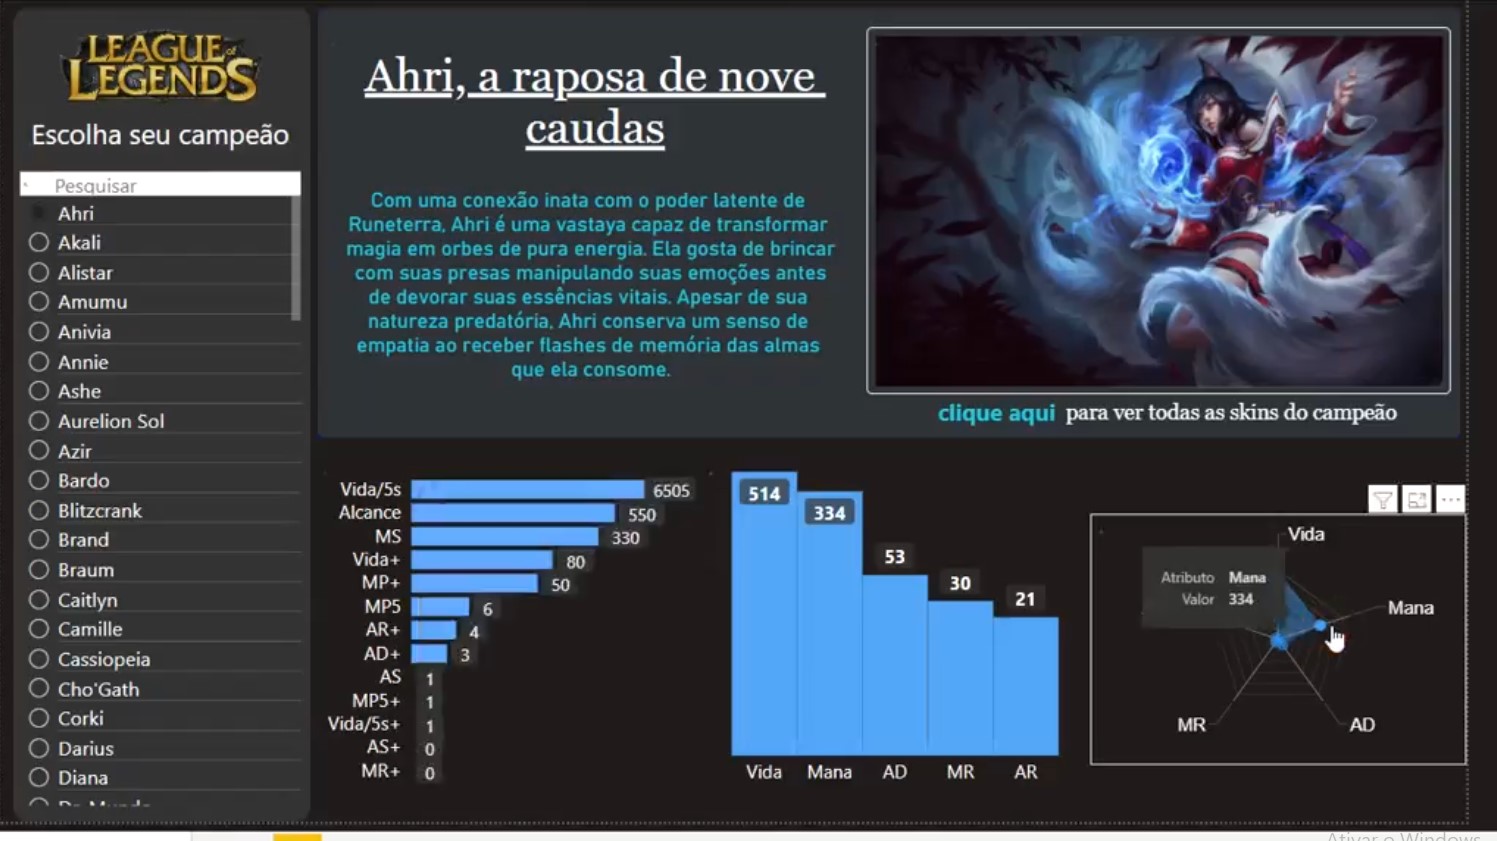 LEAGUE of
LEGENDS
Escolha seu campeão
Pesquisar
Ahri
Akali
Alistar
Amumu
Anivia
Annie
Ashe
Aurelion Sol
Azir
Bardo
Blitzcrank
Brand
Braum
Caitlyn
Camille
Cassiopeia
Cho'Gath
Corki
Darius
Diana
Ahri, a raposa de nove
caudas
Com uma conexão inata com o poder latente de
Runeterra, Ahri é uma vastaya capaz de transformar
magia em orbes de pura energia. Ela gosta de brincar
com suas presas manipulando suas emoções antes
de devorar suas essências vitais. Apesar de sua
natureza predatória, Ahri conserva um senso de
empatia ao receber flashes de memória das almas
que ela consome.
clique aqui para ver todas as skins do campeão
Vida/5s 6505
Alcance 550
MS 330
Vida+ 80
MP+ 50
MP5 6
AR+ 4
AD+ 3
AS 1
MP5+ 1
Vida/5s+ 1
AS+ 0
MR+ 0
514
334
53
30
21
Vida Mana AD MR AR
Vida
Atributo Mana
Valor 334
Mana
MR AD
Ativar o Windows